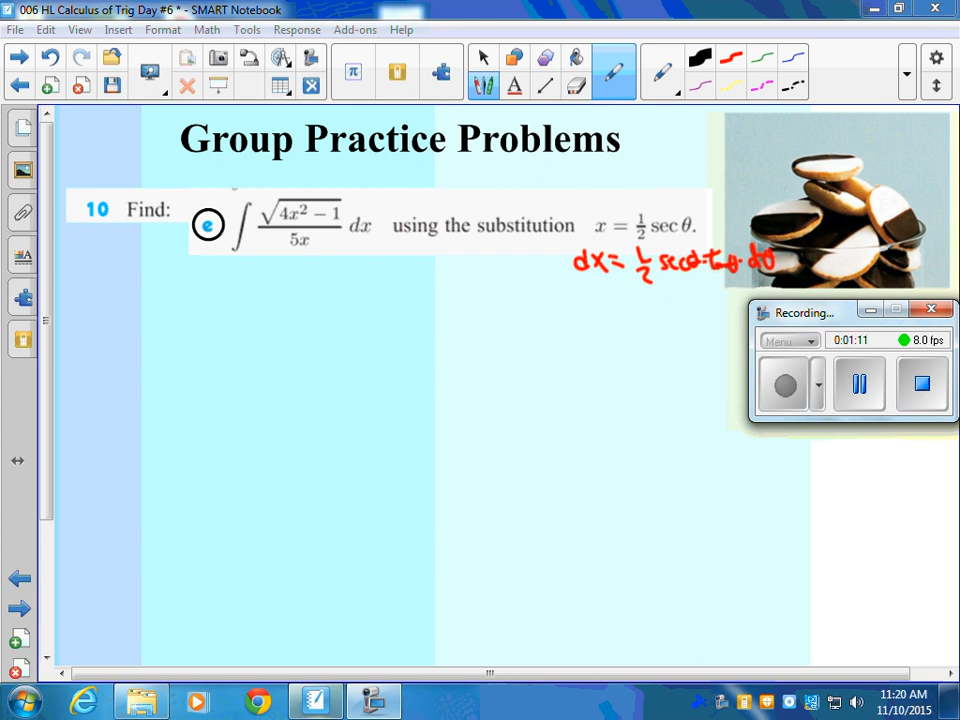 006 HL Calculus of Trig Day #6 * - SMART Notebook
File Edit View Insert Format Math Tools Response Add-ons Help
π
A
Group Practice Problems
10 Find:
e ∫ √(4x² − 1) / 5x dx using the substitution x = ½ sec θ.
dx = ½ secθ·tanθ·dθ
Recording...
Menu 0:01:11 8.0 fps
11:20 AM
11/10/2015